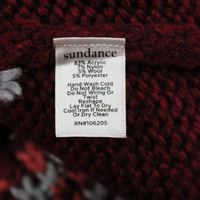 sundance
83% Acrylic
7% Nylon
5% Wool
5% Polyester
Hand Wash Cold
Do Not Bleach
Do Not Wring Or
Twist
Reshape
Lay Flat To Dry
Cool Iron If Needed
Or Dry Clean
RN#106205